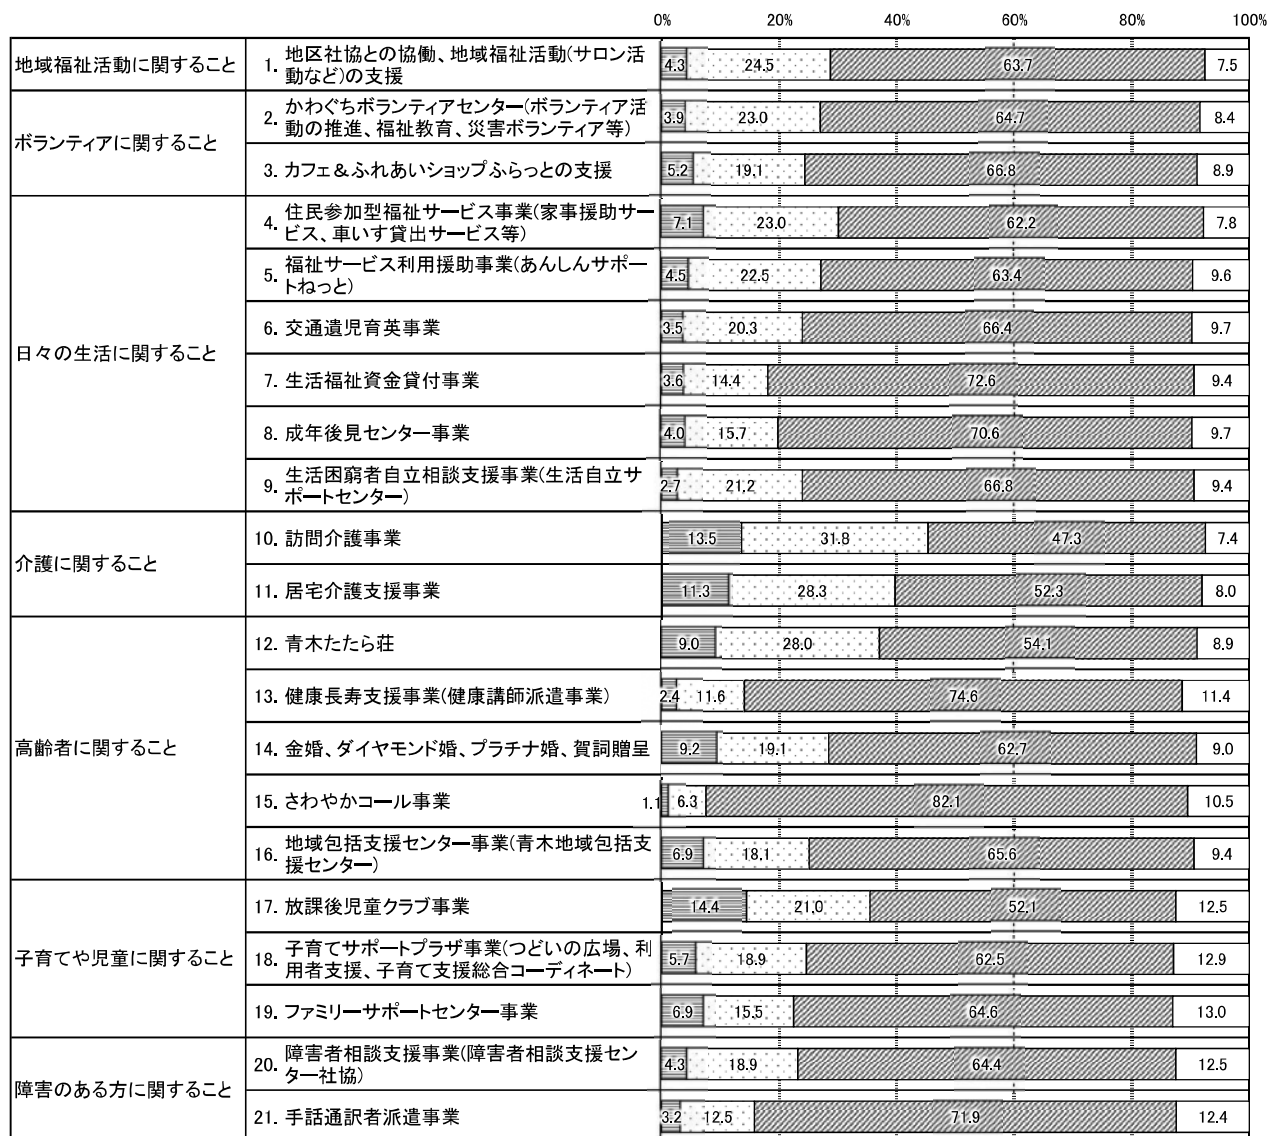 0% 20% 40% 60% 80% 100%
地域福祉活動に関すること
1. 地区社協との協働、地域福祉活動(サロン活
動など)の支援
4.3 24.5 63.7 7.5
ボランティアに関すること
2. かわぐちボランティアセンター(ボランティア活
動の推進、福祉教育、災害ボランティア等)
3.9 23.0 64.7 8.4
3. カフェ&ふれあいショップふらっとの支援
5.2 19.1 66.8 8.9
日々の生活に関すること
4. 住民参加型福祉サービス事業(家事援助サー
ビス、車いす貸出サービス等)
7.1 23.0 62.2 7.8
5. 福祉サービス利用援助事業(あんしんサポー
トねっと)
4.5 22.5 63.4 9.6
6. 交通遺児育英事業
3.5 20.3 66.4 9.7
7. 生活福祉資金貸付事業
3.6 14.4 72.6 9.4
8. 成年後見センター事業
4.0 15.7 70.6 9.7
9. 生活困窮者自立相談支援事業(生活自立サ
ポートセンター)
2.7 21.2 66.8 9.4
介護に関すること
10. 訪問介護事業
13.5 31.8 47.3 7.4
11. 居宅介護支援事業
11.3 28.3 52.3 8.0
高齢者に関すること
12. 青木たたら荘
9.0 28.0 54.1 8.9
13. 健康長寿支援事業(健康講師派遣事業)
2.4 11.6 74.6 11.4
14. 金婚、ダイヤモンド婚、プラチナ婚、賀詞贈呈
9.2 19.1 62.7 9.0
15. さわやかコール事業
1.1 6.3 82.1 10.5
16. 地域包括支援センター事業(青木地域包括支
援センター)
6.9 18.1 65.6 9.4
子育てや児童に関すること
17. 放課後児童クラブ事業
14.4 21.0 52.1 12.5
18. 子育てサポートプラザ事業(つどいの広場、利
用者支援、子育て支援総合コーディネート)
5.7 18.9 62.5 12.9
19. ファミリーサポートセンター事業
6.9 15.5 64.6 13.0
障害のある方に関すること
20. 障害者相談支援事業(障害者相談支援セン
ター社協)
4.3 18.9 64.4 12.5
21. 手話通訳者派遣事業
3.2 12.5 71.9 12.4